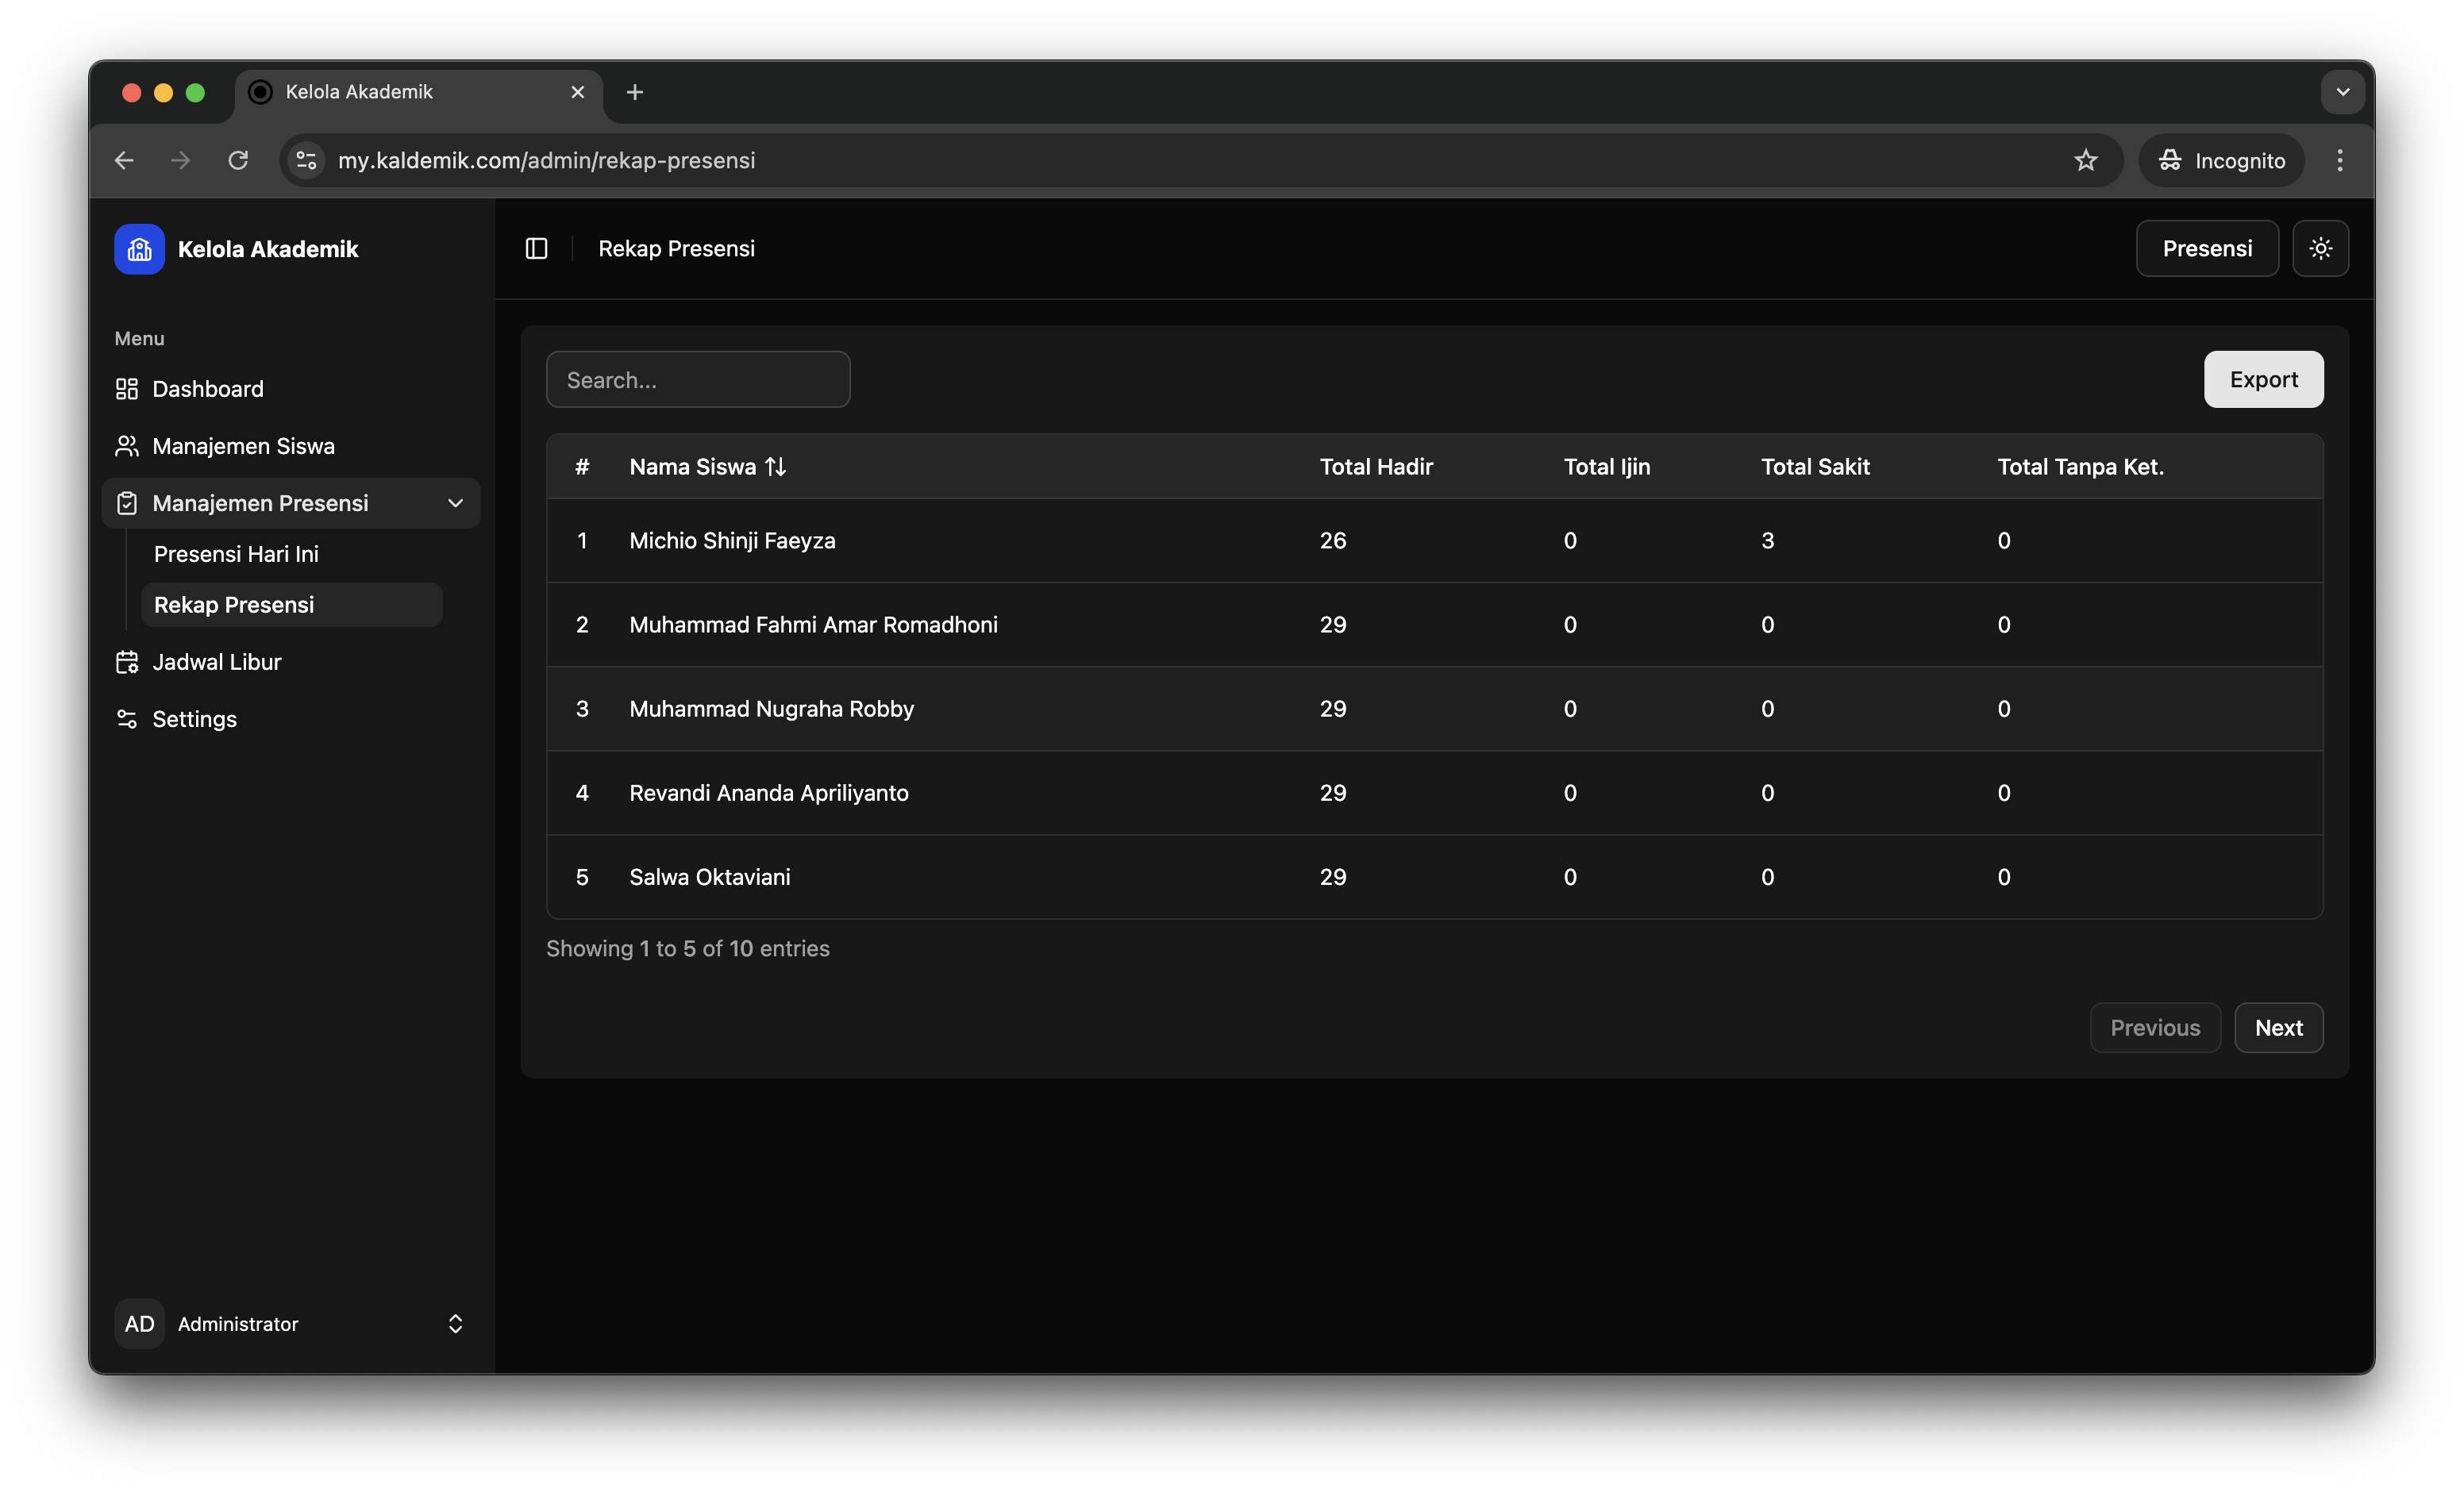 Kelola Akademik
my.kaldemik.com/admin/rekap-presensi
Incognito
Kelola Akademik
Menu
Dashboard
Manajemen Siswa
Manajemen Presensi
Presensi Hari Ini
Rekap Presensi
Jadwal Libur
Settings
AD Administrator
Rekap Presensi
Presensi
Search...
Export
# Nama Siswa Total Hadir Total Ijin Total Sakit Total Tanpa Ket.
1 Michio Shinji Faeyza 26 0 3 0
2 Muhammad Fahmi Amar Romadhoni 29 0 0 0
3 Muhammad Nugraha Robby 29 0 0 0
4 Revandi Ananda Apriliyanto 29 0 0 0
5 Salwa Oktaviani 29 0 0 0
Showing 1 to 5 of 10 entries
Previous Next